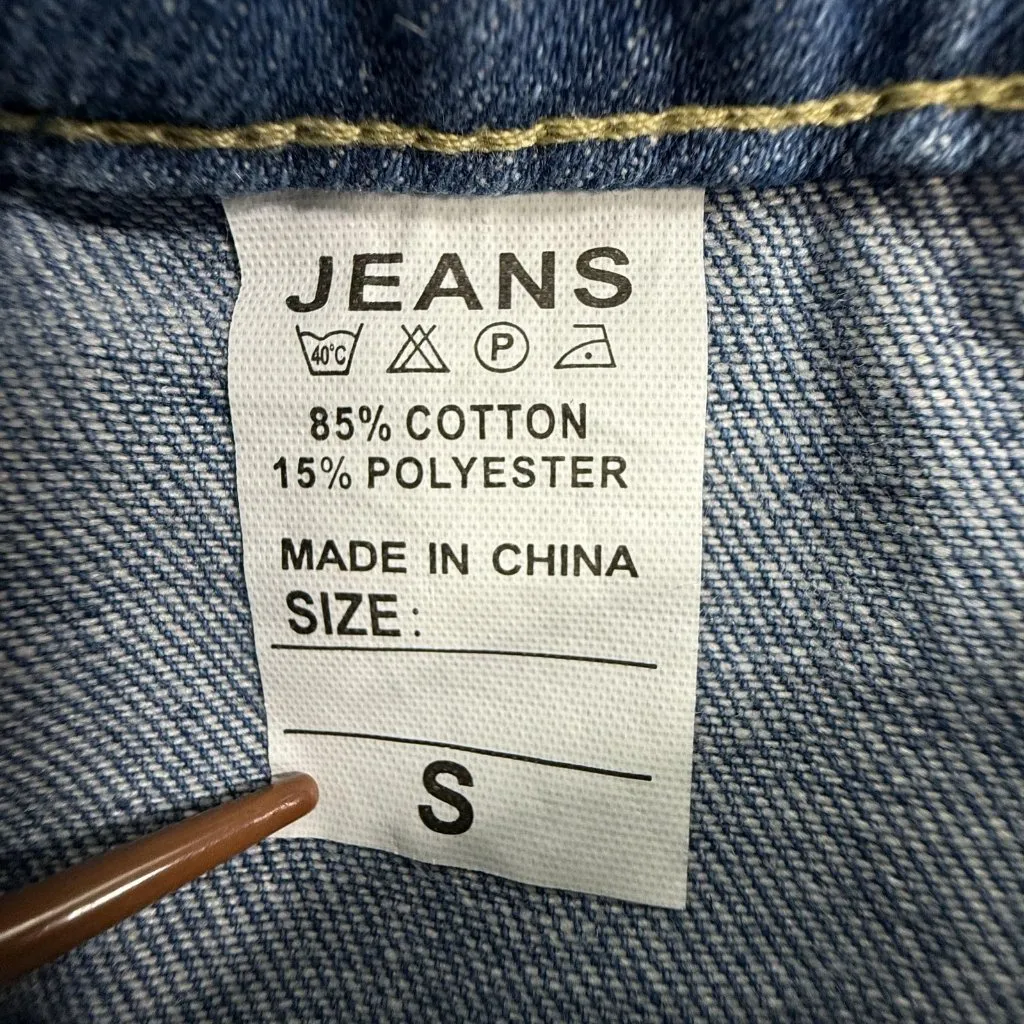 JEANS
40°C P
85% COTTON
15% POLYESTER
MADE IN CHINA
SIZE:
S